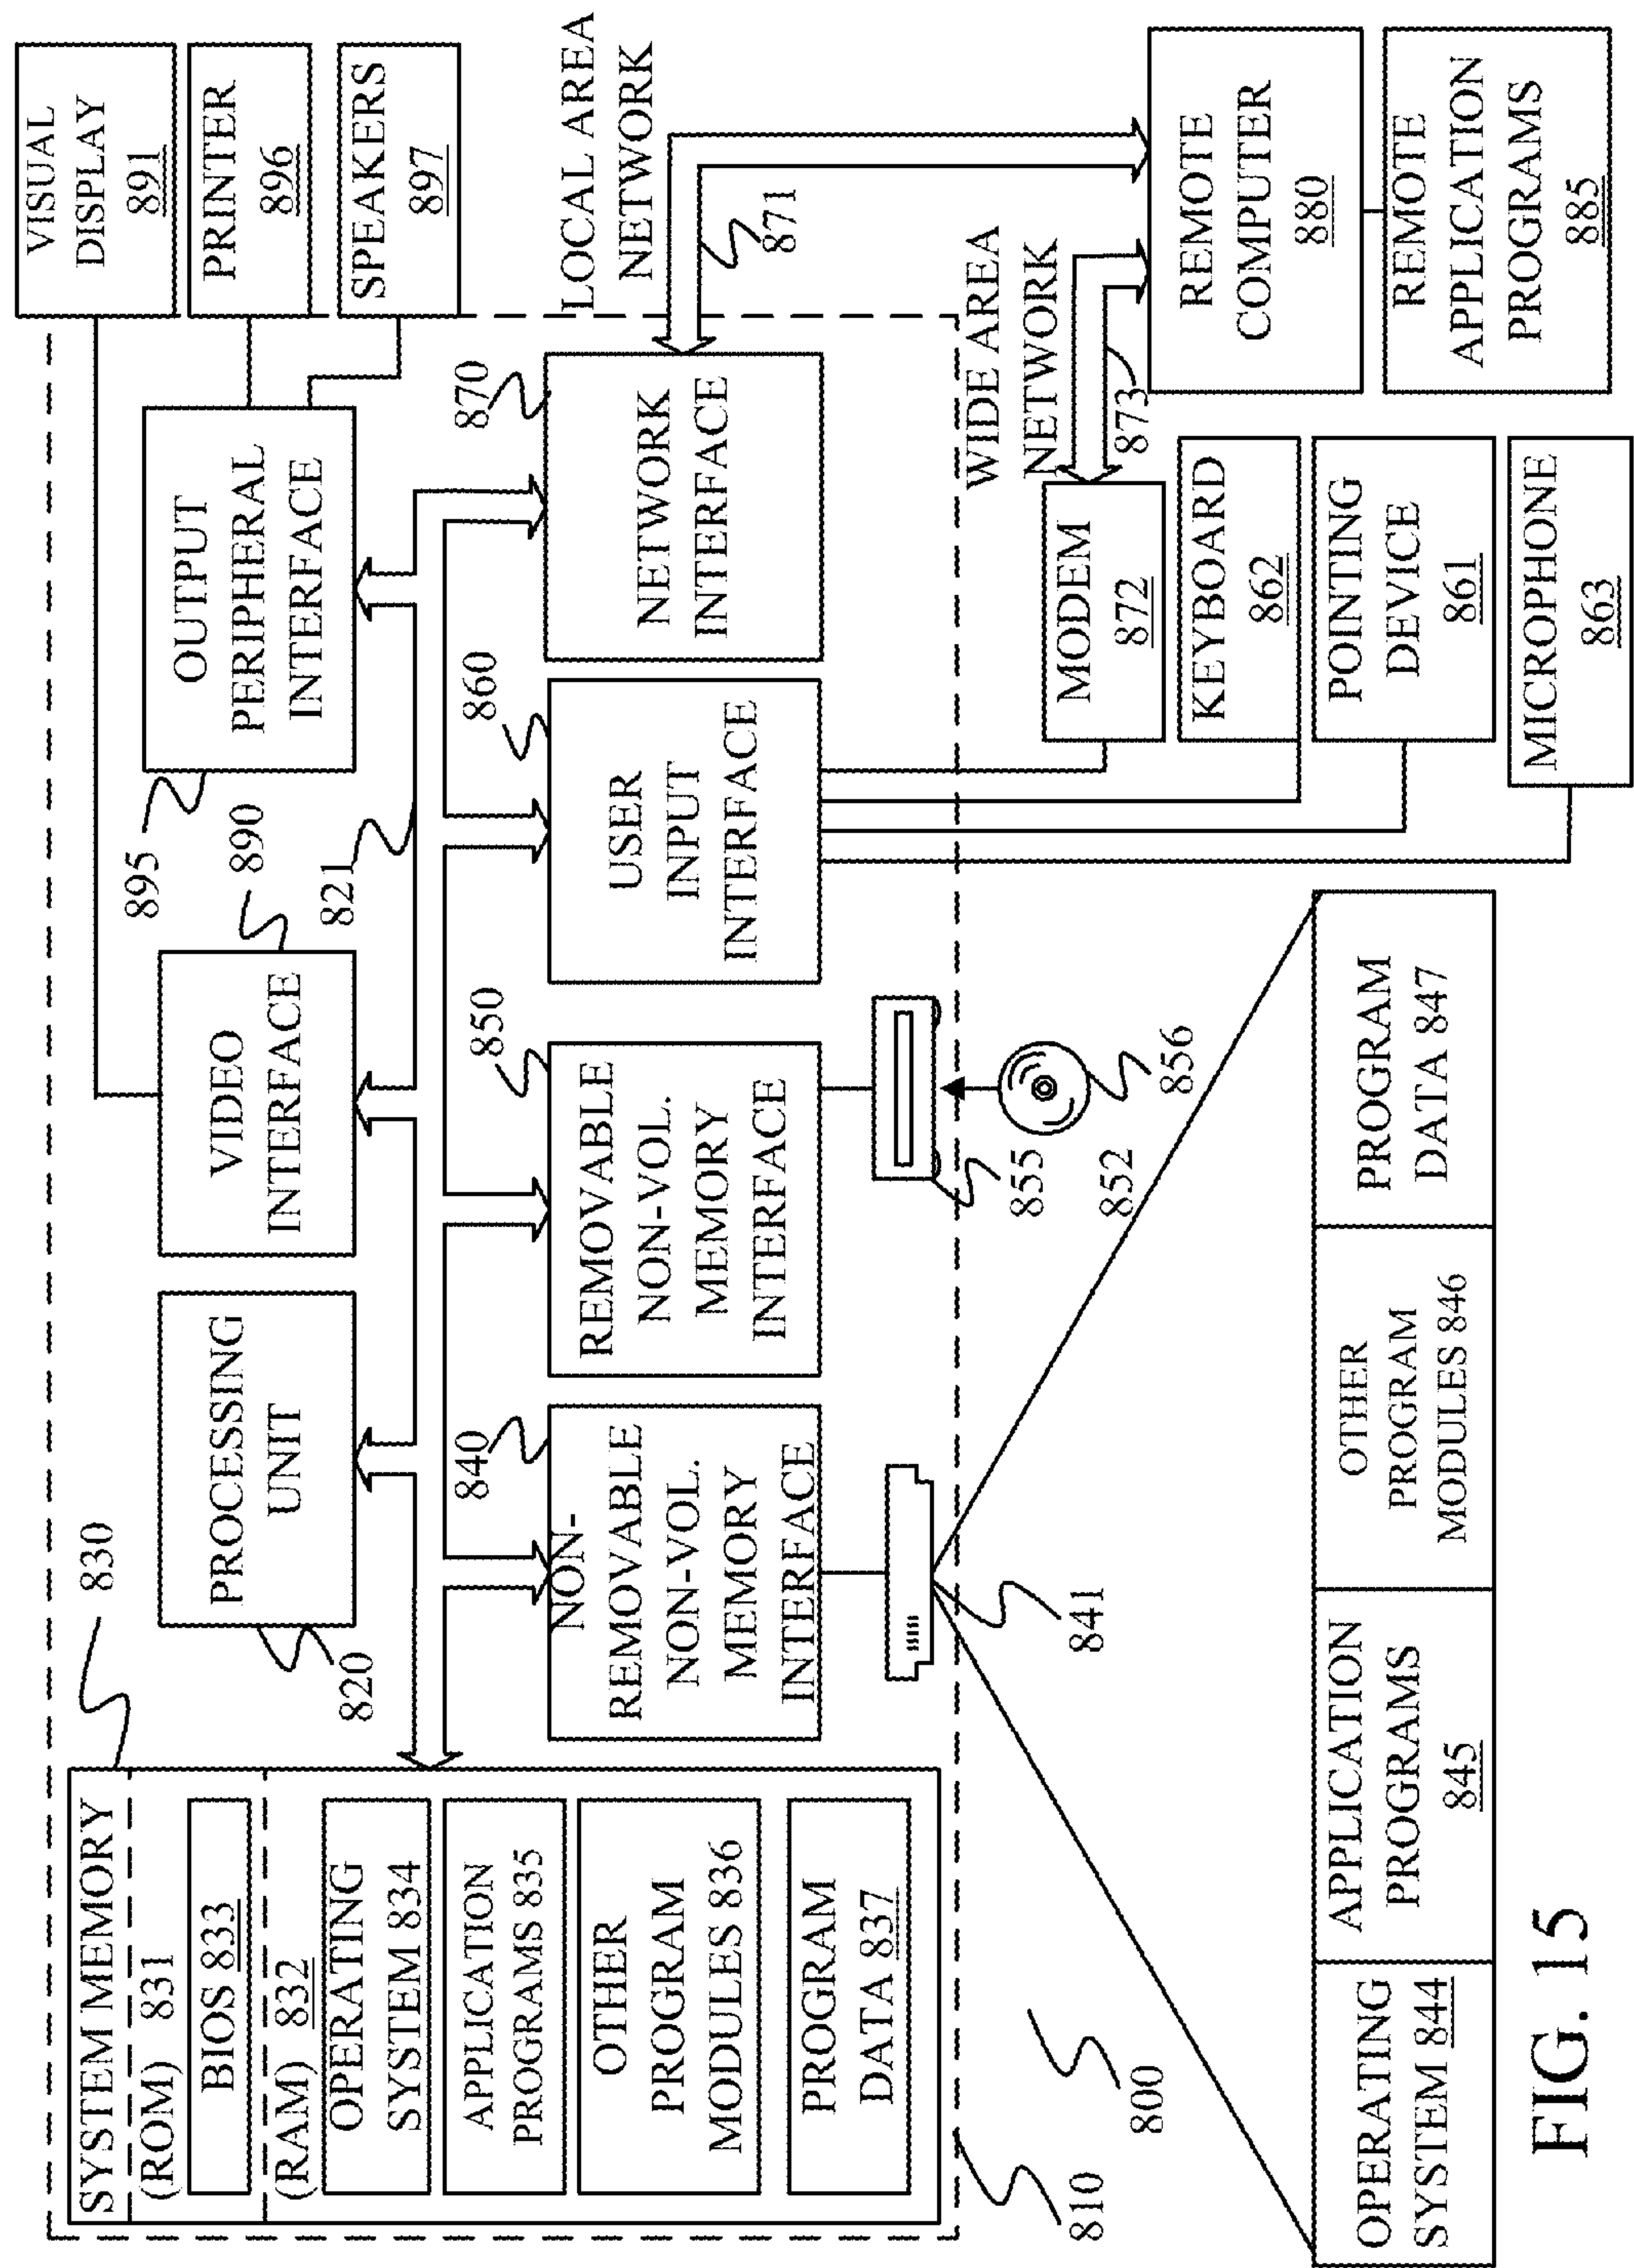 SYSTEM MEMORY
(ROM) 831
BIOS 833
(RAM) 832
OPERATING
SYSTEM 834
APPLICATION
PROGRAMS 835
OTHER
PROGRAM
MODULES 836
PROGRAM
DATA 837
830
820
PROCESSING
UNIT
VIDEO
INTERFACE
890
821
895
OUTPUT
PERIPHERAL
INTERFACE
VISUAL
DISPLAY
891
PRINTER
896
SPEAKERS
897
840
NON-
REMOVABLE
NON-VOL.
MEMORY
INTERFACE
850
REMOVABLE
NON-VOL.
MEMORY
INTERFACE
860
USER
INPUT
INTERFACE
870
NETWORK
INTERFACE
LOCAL AREA
NETWORK
871
810
800
841
855
852
856
WIDE AREA
NETWORK
873
MODEM
872
KEYBOARD
862
POINTING
DEVICE
861
MICROPHONE
863
REMOTE
COMPUTER
880
REMOTE
APPLICATION
PROGRAMS
885
OPERATING
SYSTEM 844
APPLICATION
PROGRAMS
845
OTHER
PROGRAM
MODULES 846
PROGRAM
DATA 847
FIG. 15